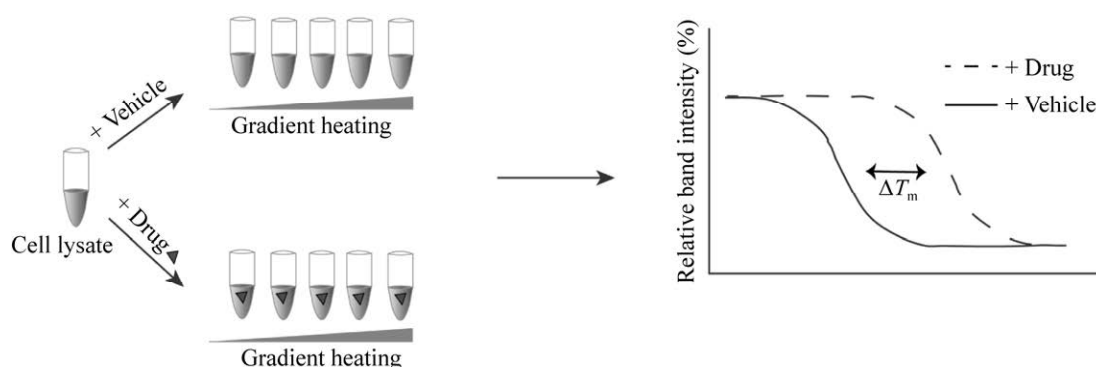 + Vehicle
Gradient heating
Cell lysate
+ Drug
Gradient heating
Relative band intensity (%)
+ Drug
+ Vehicle
ΔTm